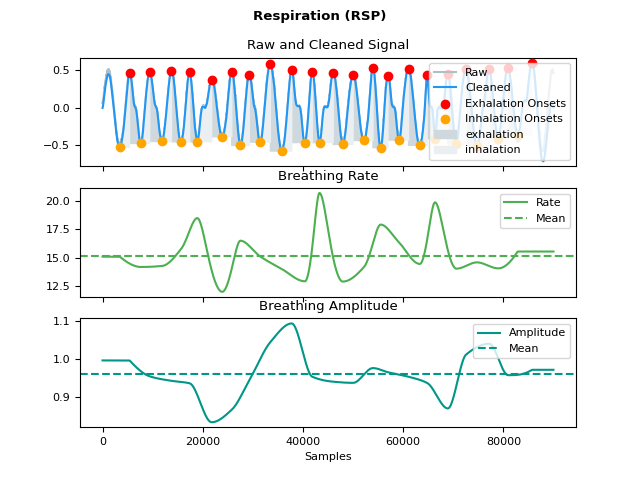 Respiration (RSP)
Raw and Cleaned Signal
0.5
0.0
−0.5
Raw
Cleaned
Exhalation Onsets
Inhalation Onsets
exhalation
inhalation
Breathing Rate
20.0
17.5
15.0
12.5
Rate
Mean
Breathing Amplitude
1.1
1.0
0.9
Amplitude
Mean
0 20000 40000 60000 80000
Samples